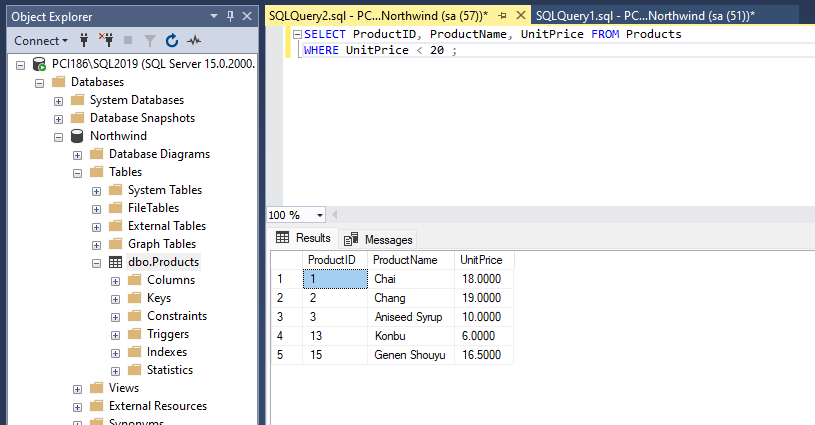 Object Explorer
Connect
PCI186\SQL2019 (SQL Server 15.0.2000.
Databases
System Databases
Database Snapshots
Northwind
Database Diagrams
Tables
System Tables
FileTables
External Tables
Graph Tables
dbo.Products
Columns
Keys
Constraints
Triggers
Indexes
Statistics
Views
External Resources
Synonyms
SQLQuery2.sql - PC...Northwind (sa (57))* SQLQuery1.sql - PC...Northwind (sa (51))*
SELECT ProductID, ProductName, UnitPrice FROM Products
WHERE UnitPrice < 20 ;
100 %
Results Messages
ProductID ProductName UnitPrice
1 1 Chai 18.0000
2 2 Chang 19.0000
3 3 Aniseed Syrup 10.0000
4 13 Konbu 6.0000
5 15 Genen Shouyu 16.5000